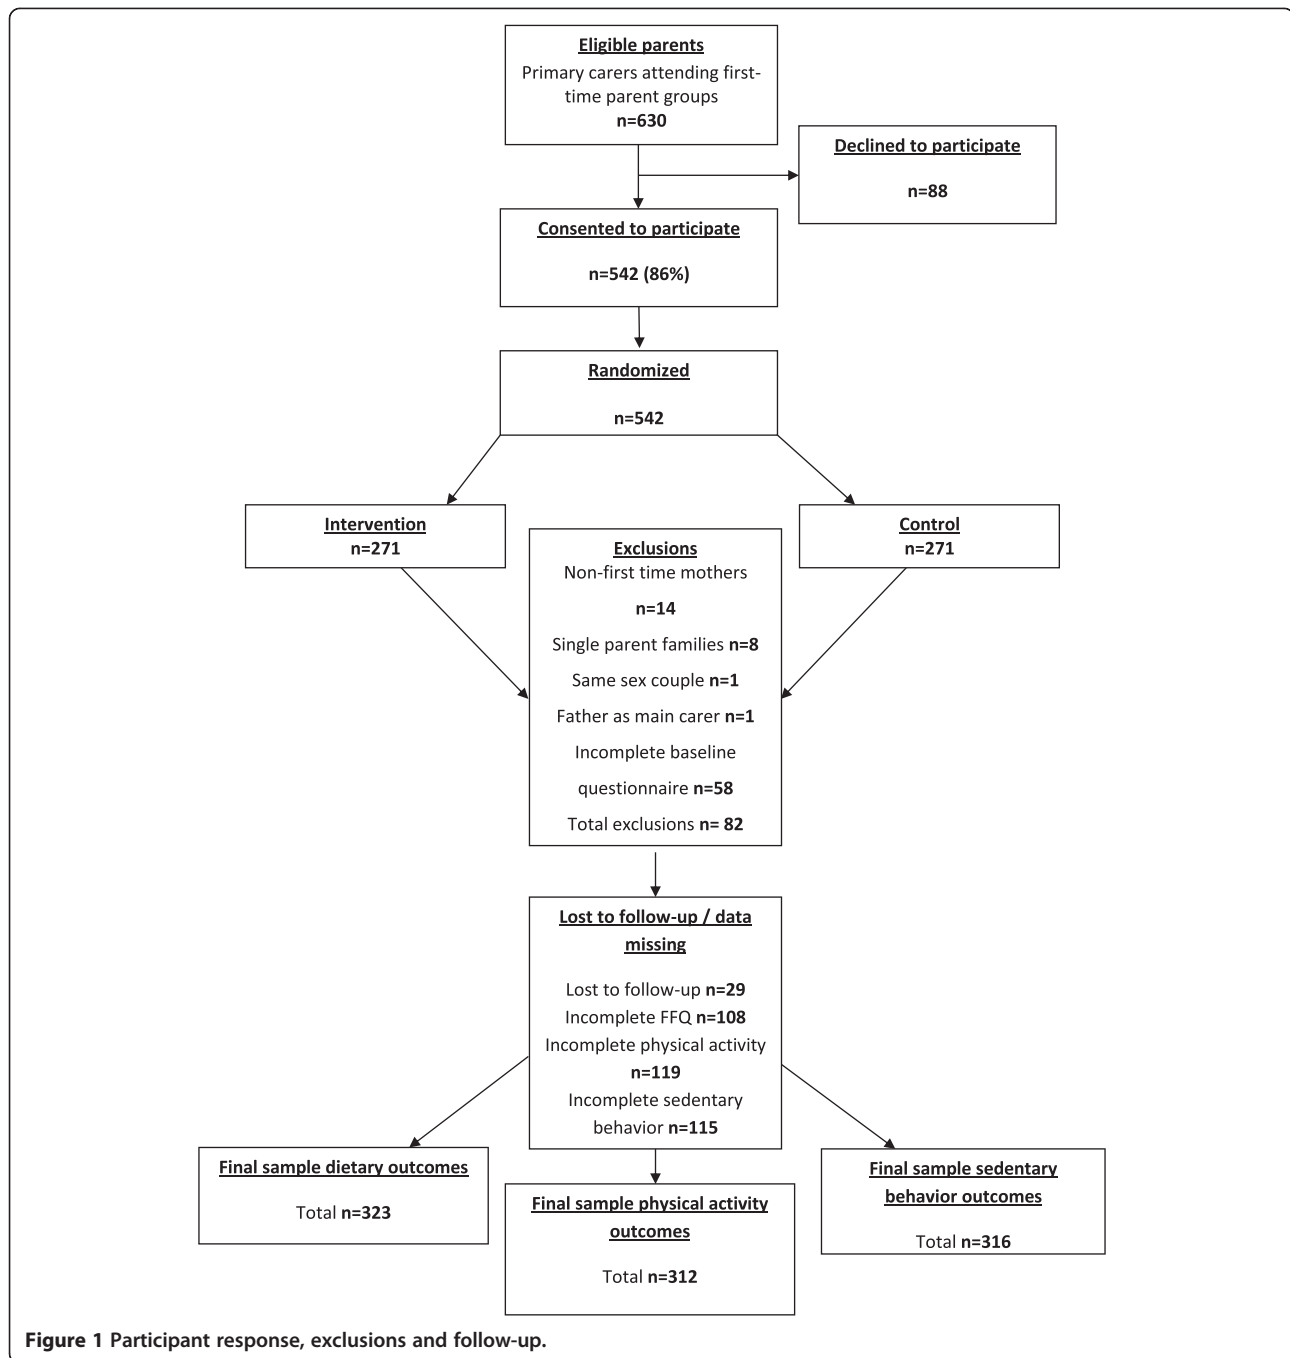 Eligible parents
Primary carers attending first-
time parent groups
n=630
Declined to participate
n=88
Consented to participate
n=542 (86%)
Randomized
n=542
Intervention
n=271
Control
n=271
Exclusions
Non-first time mothers
n=14
Single parent families n=8
Same sex couple n=1
Father as main carer n=1
Incomplete baseline
questionnaire n=58
Total exclusions n= 82
Lost to follow-up / data
missing
Lost to follow-up n=29
Incomplete FFQ n=108
Incomplete physical activity
n=119
Incomplete sedentary
behavior n=115
Final sample dietary outcomes
Total n=323
Final sample physical activity
outcomes
Total n=312
Final sample sedentary
behavior outcomes
Total n=316
Figure 1 Participant response, exclusions and follow-up.